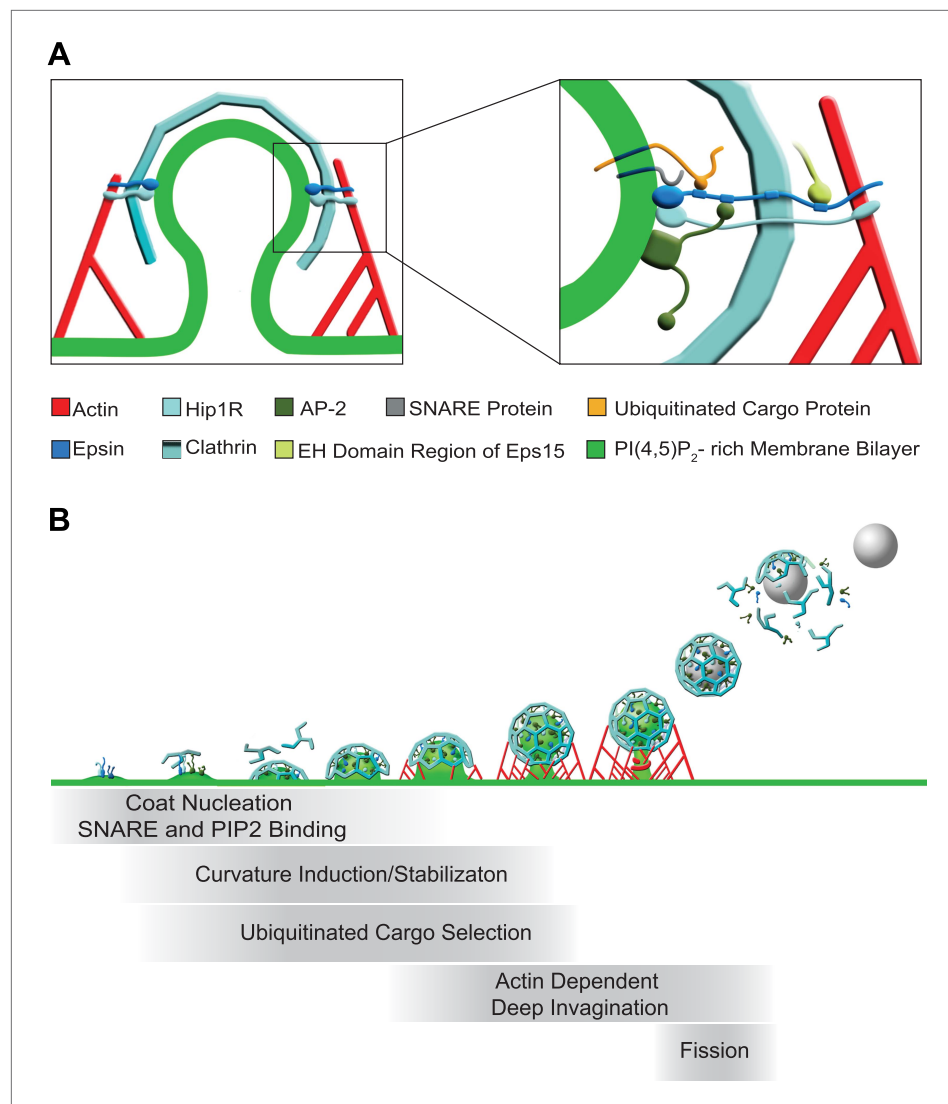 A
Actin
Hip1R
AP-2
SNARE Protein
Ubiquitinated Cargo Protein
Epsin
Clathrin
EH Domain Region of Eps15
PI(4,5)P₂- rich Membrane Bilayer
B
Coat Nucleation
SNARE and PIP2 Binding
Curvature Induction/Stabilizaton
Ubiquitinated Cargo Selection
Actin Dependent
Deep Invagination
Fission